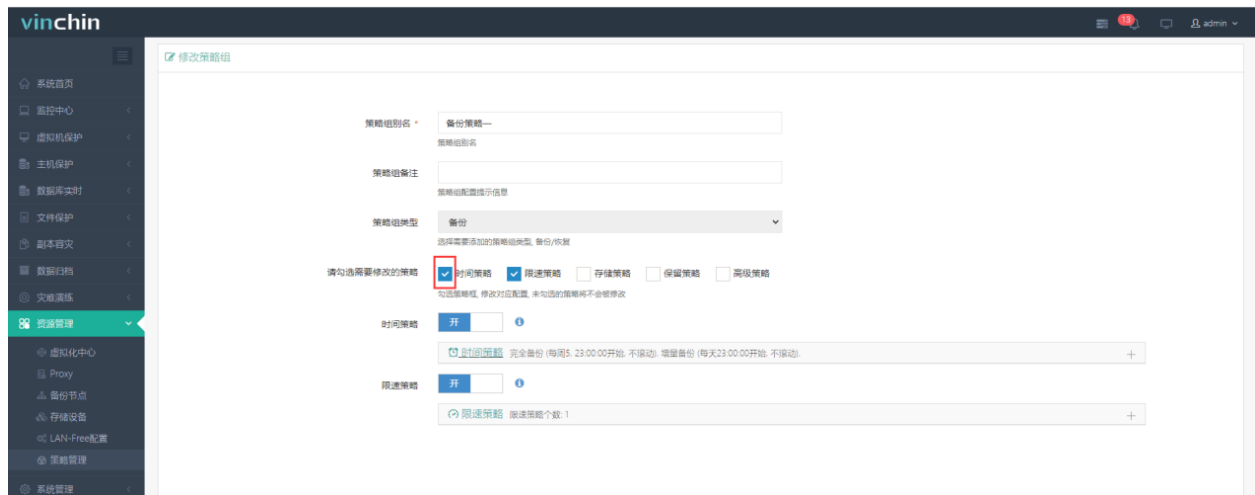 vinchin
13
admin
修改策略组
系统首页
监控中心
虚拟机保护
主机保护
数据库实时
文件保护
副本容灾
数据归档
灾难演练
资源管理
虚拟化中心
Proxy
备份节点
存储设备
LAN-Free配置
策略管理
系统管理
策略组别名 *
备份策略一
策略组别名
策略组备注
策略组配置提示信息
策略组类型
备份
选择需要添加的策略组类型, 备份/恢复
请勾选需要修改的策略
时间策略 限速策略 存储策略 保留策略 高级策略
勾选策略框, 修改对应配置, 未勾选的策略将不会被修改
时间策略 开
时间策略 完全备份 (每周5, 23:00:00开始, 不滚动), 增量备份 (每天23:00:00开始, 不滚动).
限速策略 开
限速策略 限速策略个数: 1